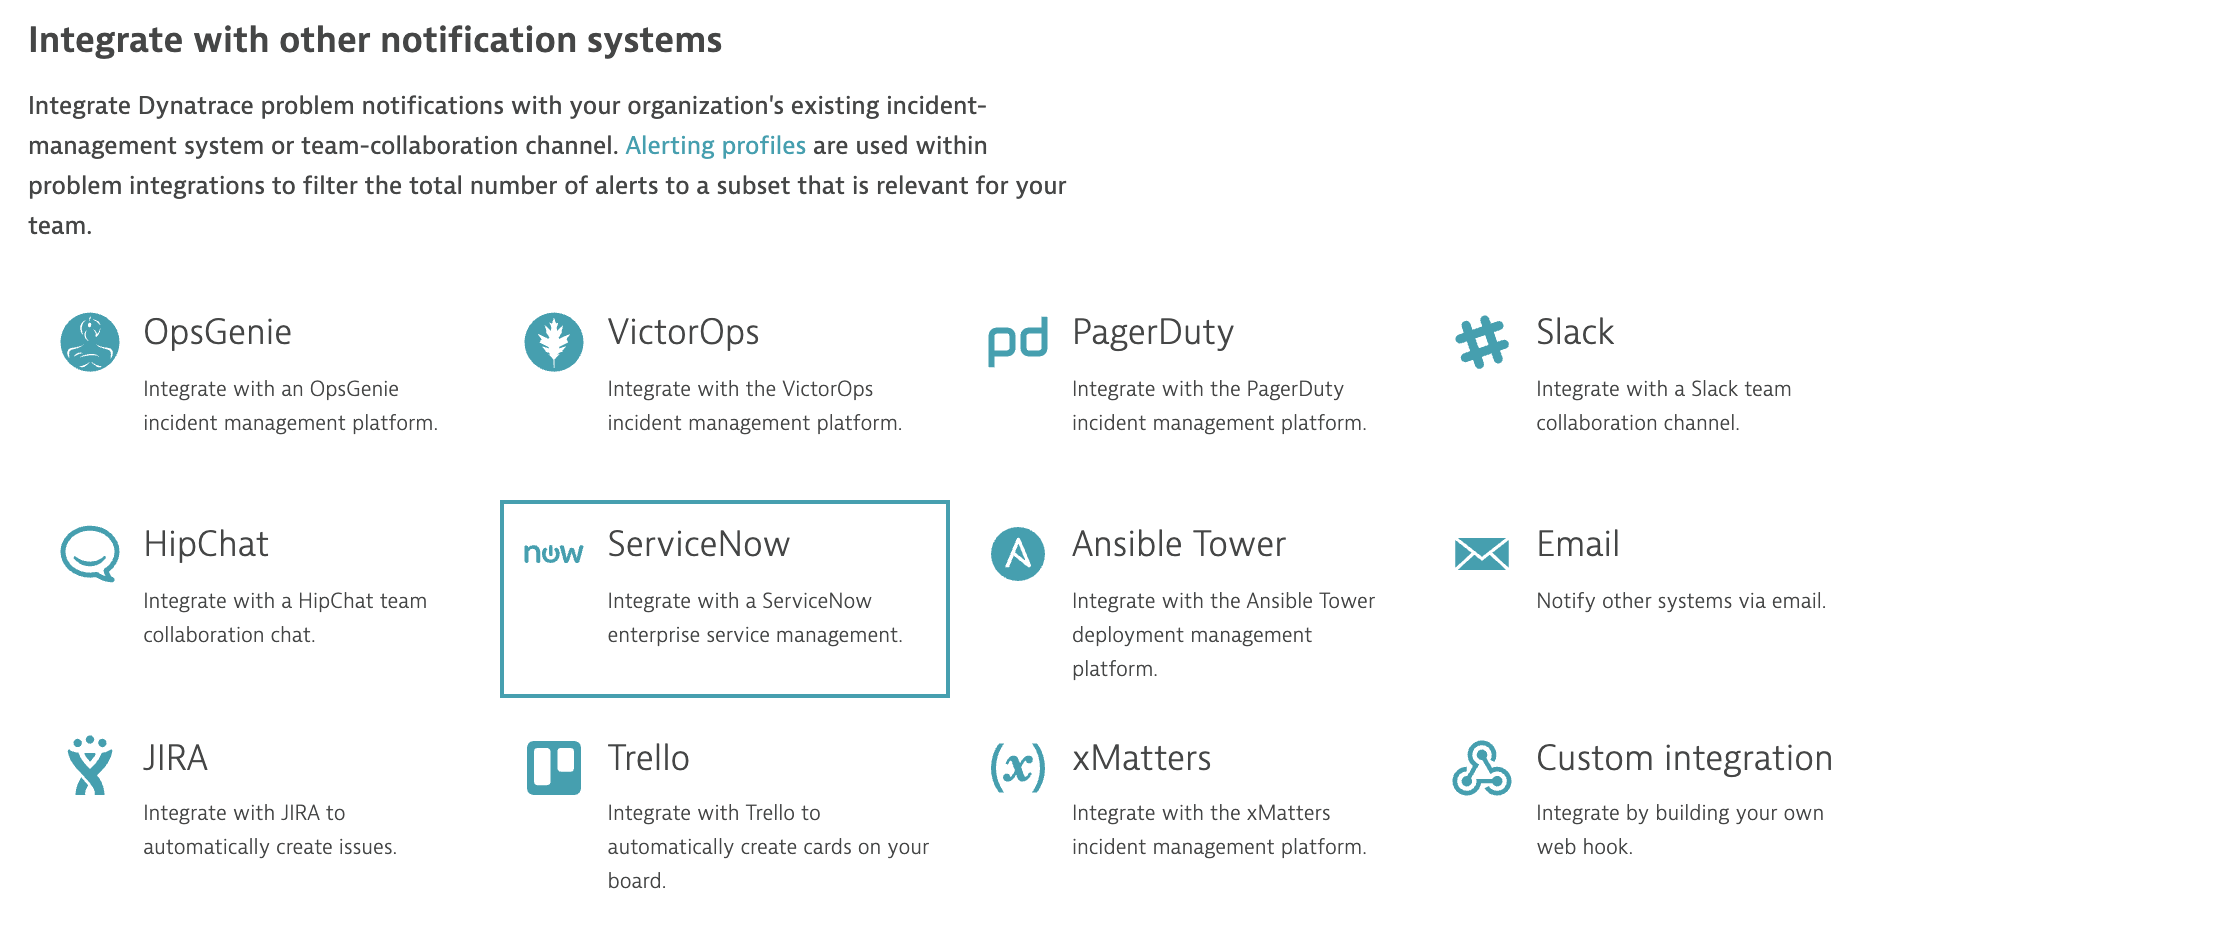 Integrate with other notification systems
Integrate Dynatrace problem notifications with your organization's existing incident-
management system or team-collaboration channel. Alerting profiles are used within
problem integrations to filter the total number of alerts to a subset that is relevant for your
team.
OpsGenie
Integrate with an OpsGenie
incident management platform.
VictorOps
Integrate with the VictorOps
incident management platform.
pd
PagerDuty
Integrate with the PagerDuty
incident management platform.
Slack
Integrate with a Slack team
collaboration channel.
HipChat
Integrate with a HipChat team
collaboration chat.
now
ServiceNow
Integrate with a ServiceNow
enterprise service management.
A
Ansible Tower
Integrate with the Ansible Tower
deployment management
platform.
Email
Notify other systems via email.
JIRA
Integrate with JIRA to
automatically create issues.
Trello
Integrate with Trello to
automatically create cards on your
board.
(x)
xMatters
Integrate with the xMatters
incident management platform.
Custom integration
Integrate by building your own
web hook.